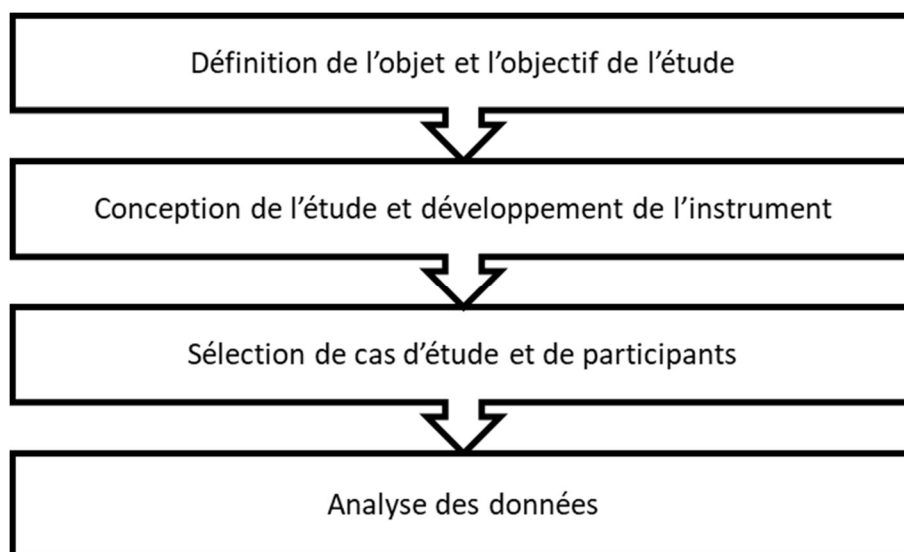 Définition de l’objet et l’objectif de l’étude
Conception de l’étude et développement de l’instrument
Sélection de cas d’étude et de participants
Analyse des données